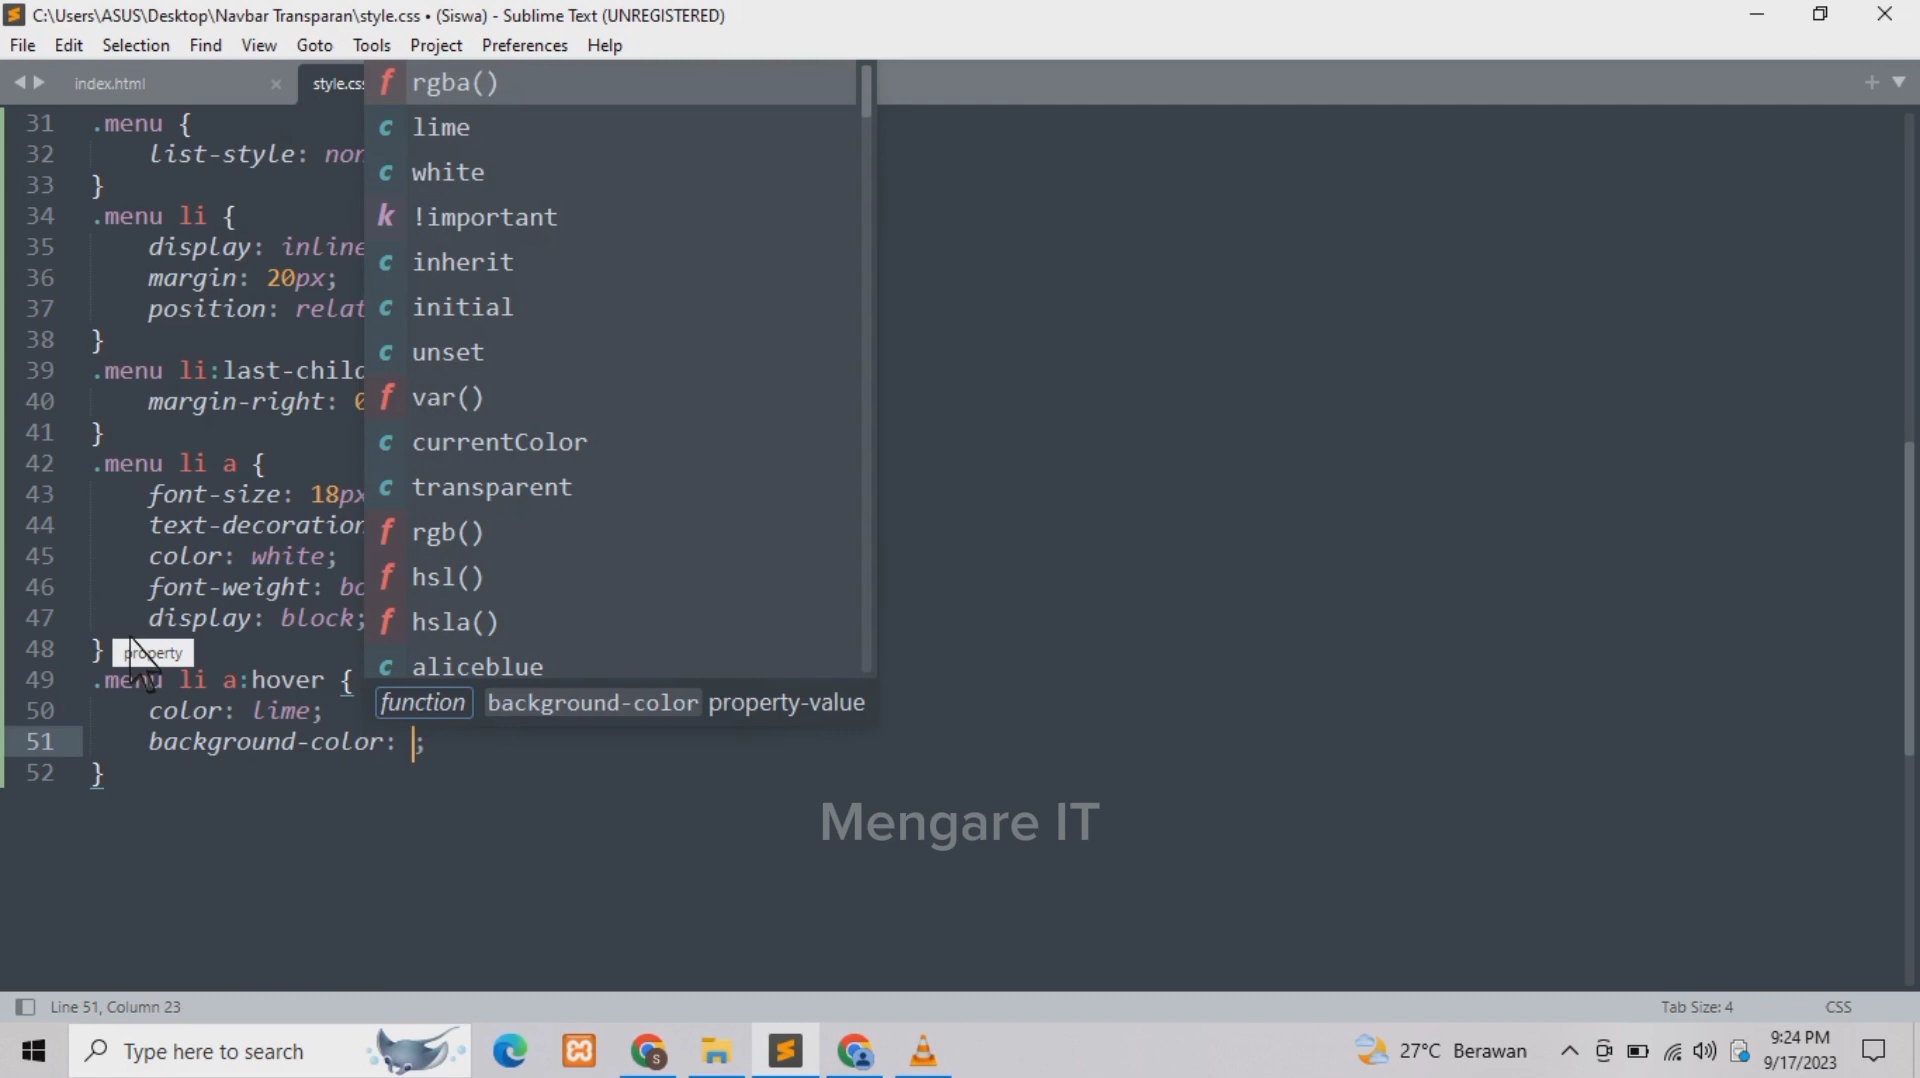 C:\Users\ASUS\Desktop\Navbar Transparan\style.css • (Siswa) - Sublime Text (UNREGISTERED)
File Edit Selection Find View Goto Tools Project Preferences Help
index.html
style.css
31 .menu {
32 list-style: non
33 }
34 .menu li {
35 display: inline
36 margin: 20px;
37 position: relat
38 }
39 .menu li:last-child
40 margin-right: 0
41 }
42 .menu li a {
43 font-size: 18px
44 text-decoration
45 color: white;
46 font-weight: bo
47 display: block;
48 }
property
49 .menu li a:hover {
50 color: lime;
51 background-color: ;
52 }
f rgba()
c lime
c white
k !important
c inherit
c initial
c unset
f var()
c currentColor
c transparent
f rgb()
f hsl()
f hsla()
c aliceblue
function background-color property-value
Mengare IT
Line 51, Column 23
Tab Size: 4
CSS
Type here to search
S
27°C Berawan
9:24 PM
9/17/2023